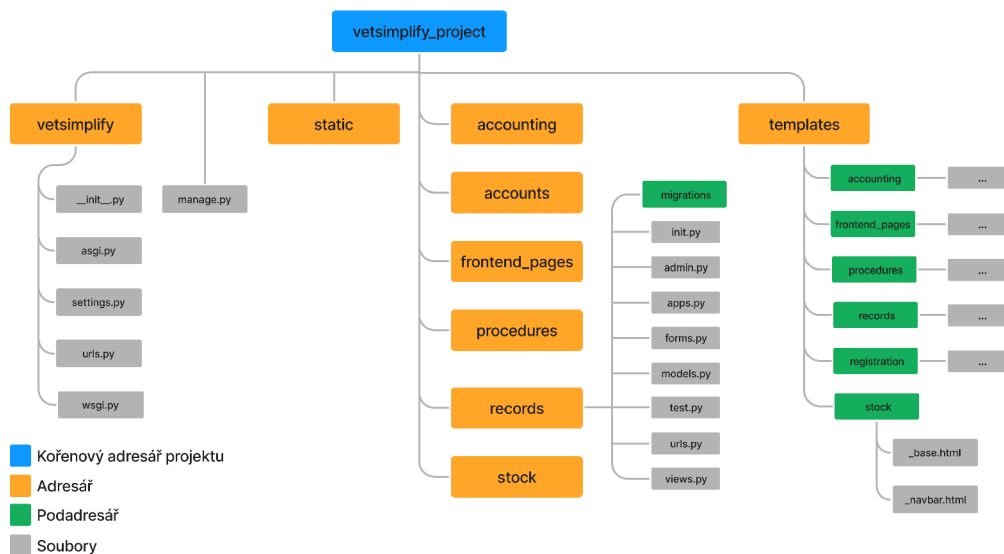 vetsimplify_project
vetsimplify
static
accounting
templates
__init__.py
manage.py
asgi.py
settings.py
urls.py
wsgi.py
accounts
frontend_pages
procedures
records
stock
migrations
init.py
admin.py
apps.py
forms.py
models.py
test.py
urls.py
views.py
accounting ...
frontend_pages ...
procedures ...
records ...
registration ...
stock
_base.html
_navbar.html
Kořenový adresář projektu
Adresář
Podadresář
Soubory